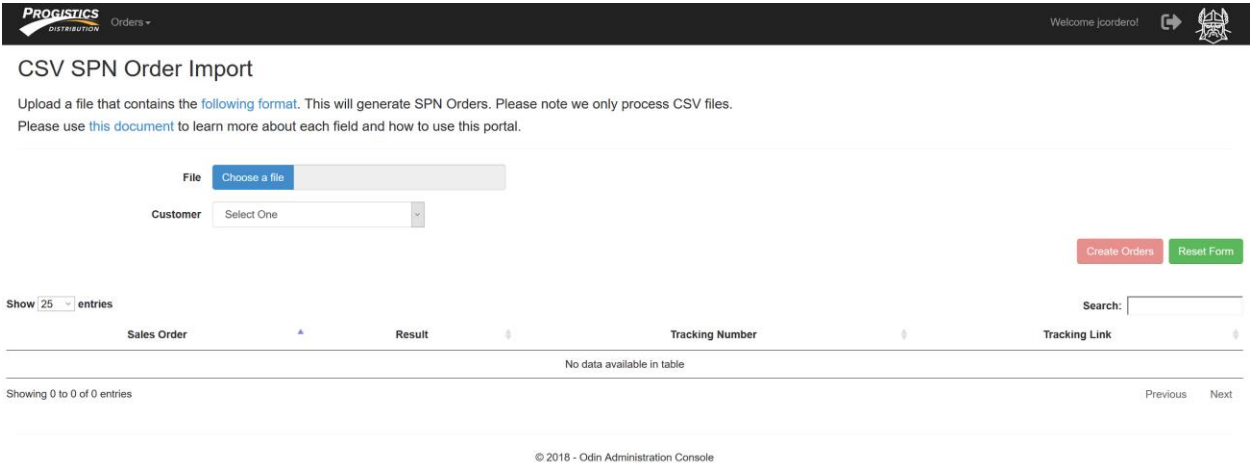 PROGISTICS
DISTRIBUTION
Orders
Welcome jcordero!
CSV SPN Order Import
Upload a file that contains the following format. This will generate SPN Orders. Please note we only process CSV files.
Please use this document to learn more about each field and how to use this portal.
File Choose a file
Customer Select One
Create Orders Reset Form
Show 25 entries Search:
Sales Order Result Tracking Number Tracking Link
No data available in table
Showing 0 to 0 of 0 entries Previous Next
© 2018 - Odin Administration Console